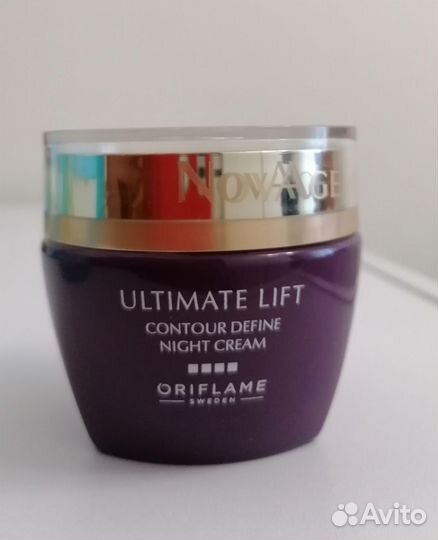 NovAge
ULTIMATE LIFT
CONTOUR DEFINE
NIGHT CREAM
ORIFLAME
SWEDEN
Avito